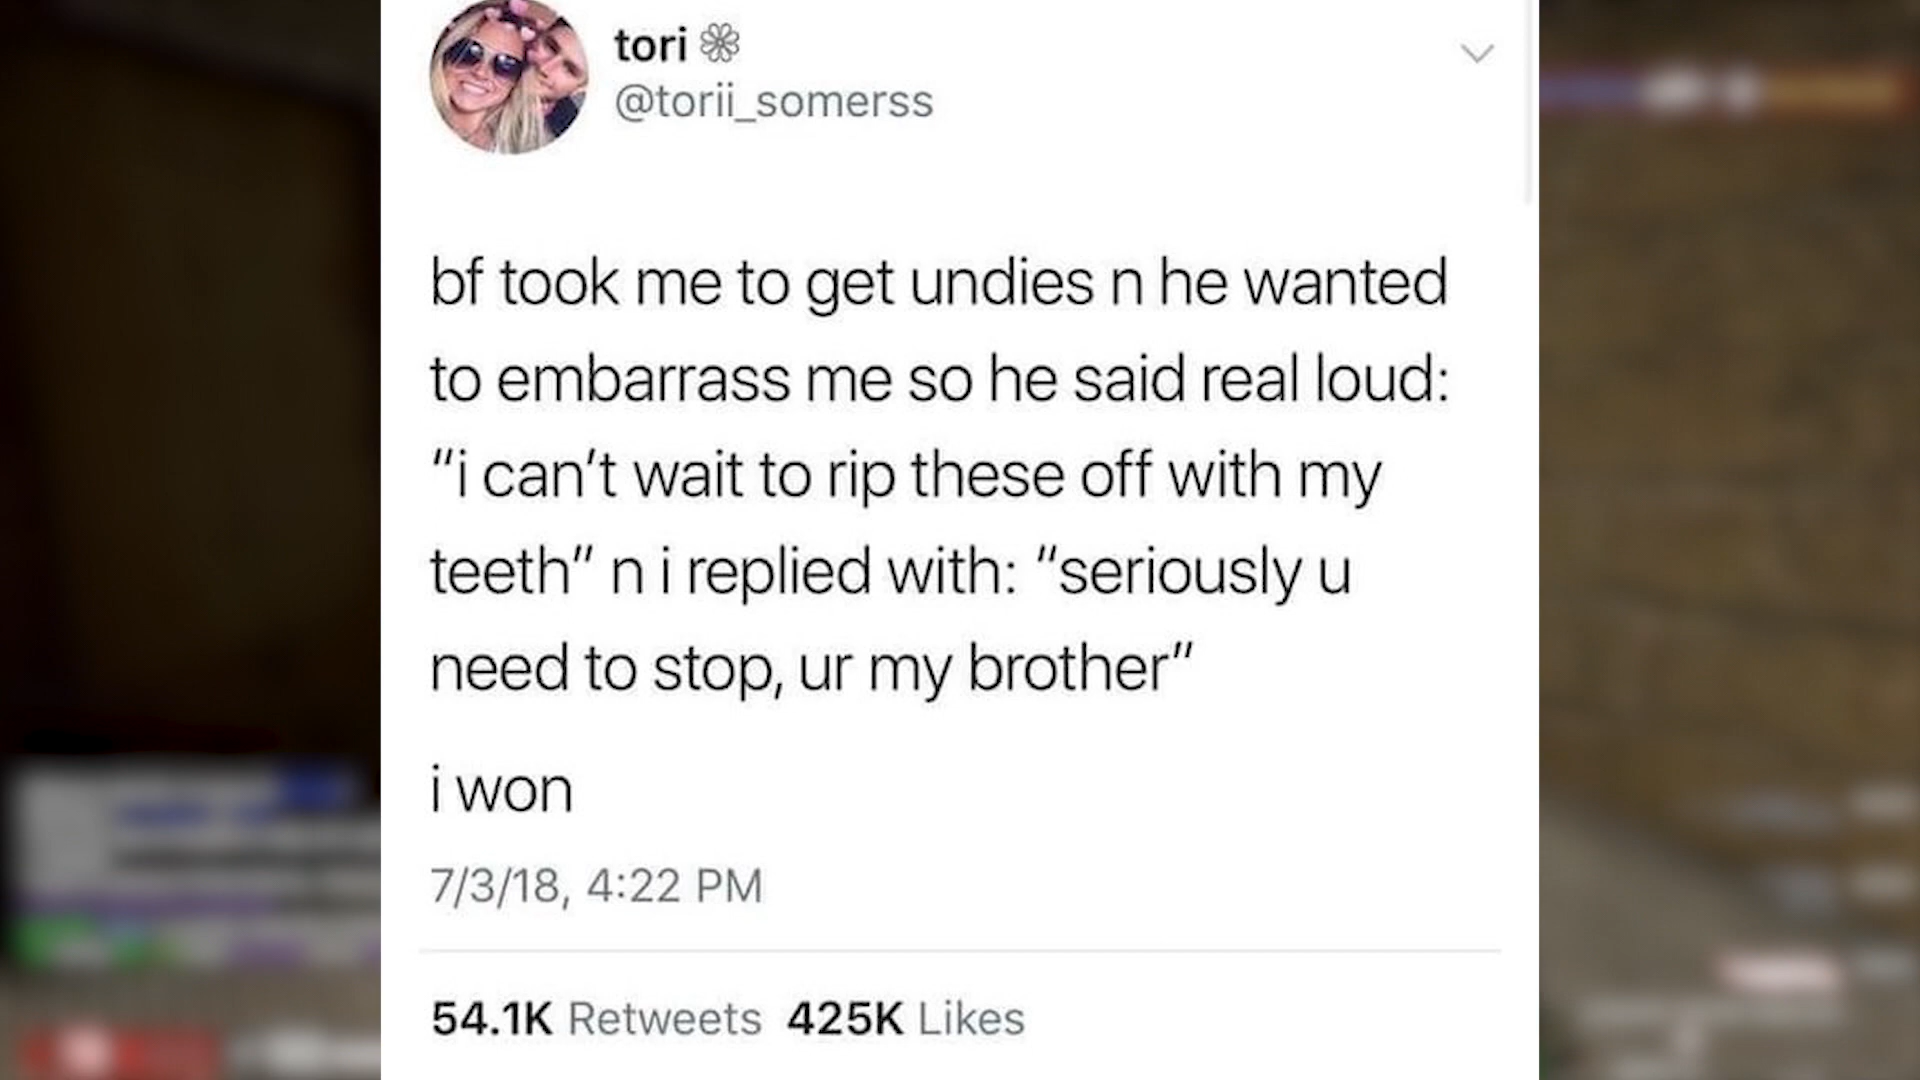 tori
@torii_somerss
bf took me to get undies n he wanted
to embarrass me so he said real loud:
“i can’t wait to rip these off with my
teeth” n i replied with: “seriously u
need to stop, ur my brother”
i won
7/3/18, 4:22 PM
54.1K Retweets 425K Likes